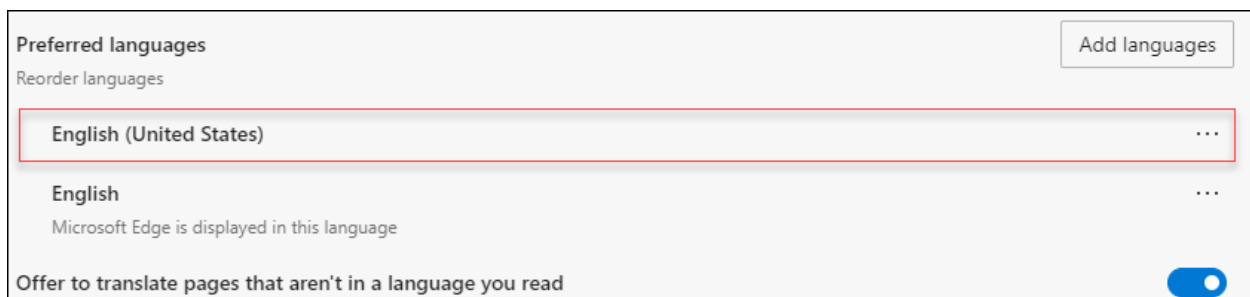 Preferred languages
Add languages
Reorder languages
English (United States)
English
Microsoft Edge is displayed in this language
Offer to translate pages that aren't in a language you read